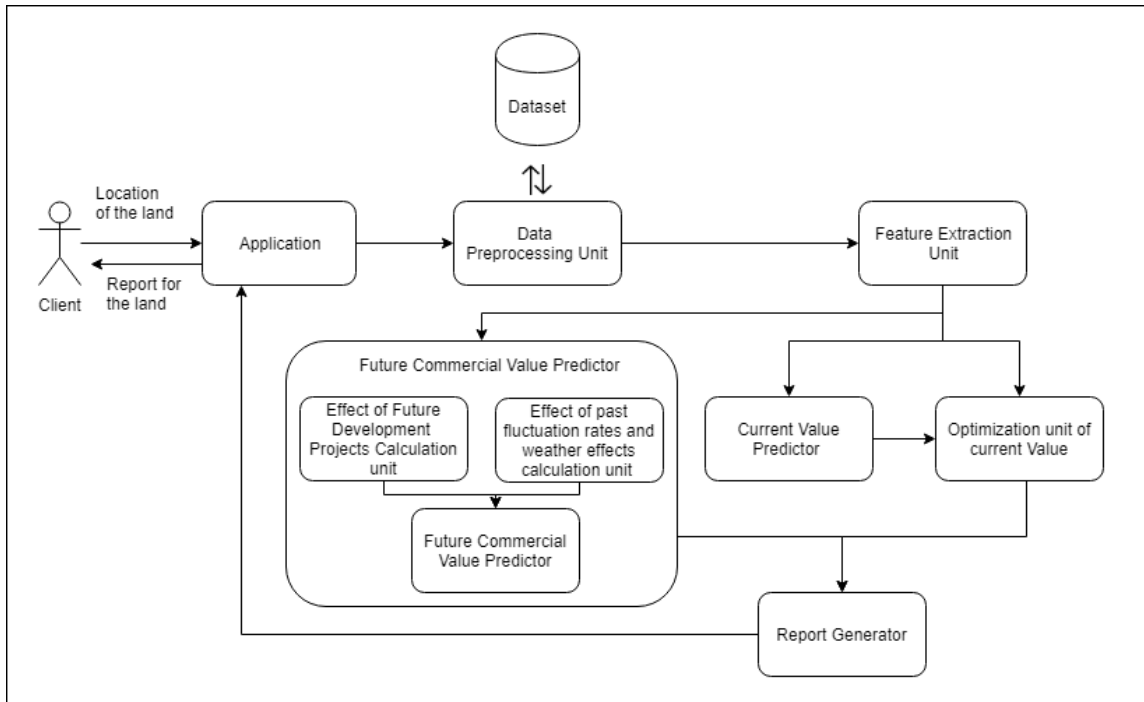 Dataset
Location
of the land
Application
Data
Preprocessing Unit
Feature Extraction
Unit
Report for
the land
Client
Future Commercial Value Predictor
Effect of Future
Development
Projects Calculation
unit
Effect of past
fluctuation rates and
weather effects
calculation unit
Current Value
Predictor
Optimization unit of
current Value
Future Commercial
Value Predictor
Report Generator